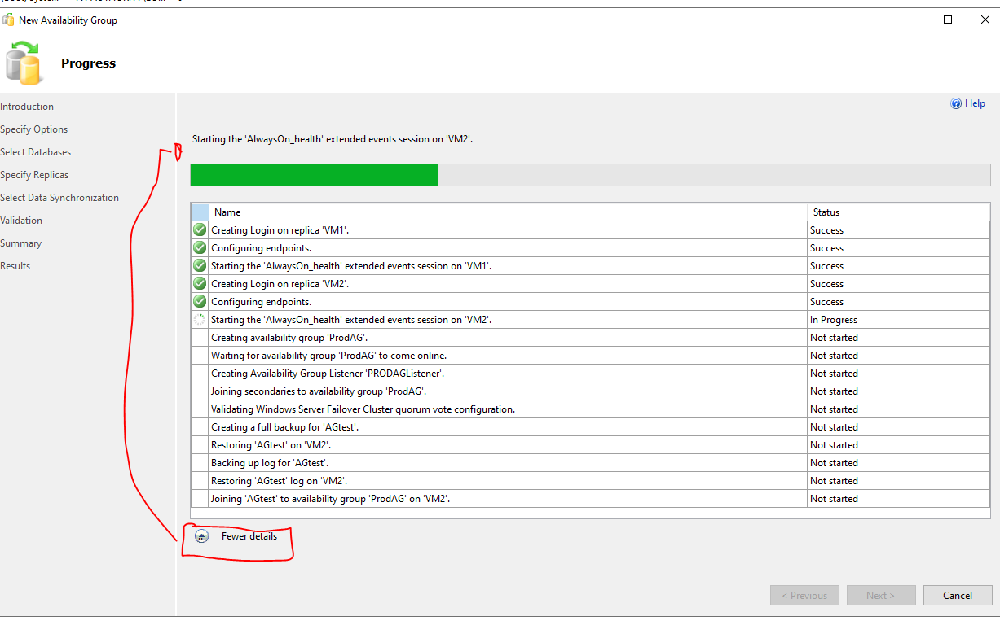 New Availability Group
Progress
Introduction
Specify Options
Select Databases
Specify Replicas
Select Data Synchronization
Validation
Summary
Results
Help
Starting the 'AlwaysOn_health' extended events session on 'VM2'.
Name Status
Creating Login on replica 'VM1'. Success
Configuring endpoints. Success
Starting the 'AlwaysOn_health' extended events session on 'VM1'. Success
Creating Login on replica 'VM2'. Success
Configuring endpoints. Success
Starting the 'AlwaysOn_health' extended events session on 'VM2'. In Progress
Creating availability group 'ProdAG'. Not started
Waiting for availability group 'ProdAG' to come online. Not started
Creating Availability Group Listener 'PRODAGListener'. Not started
Joining secondaries to availability group 'ProdAG'. Not started
Validating Windows Server Failover Cluster quorum vote configuration. Not started
Creating a full backup for 'AGtest'. Not started
Restoring 'AGtest' on 'VM2'. Not started
Backing up log for 'AGtest'. Not started
Restoring 'AGtest' log on 'VM2'. Not started
Joining 'AGtest' to availability group 'ProdAG' on 'VM2'. Not started
Fewer details
< Previous Next > Cancel